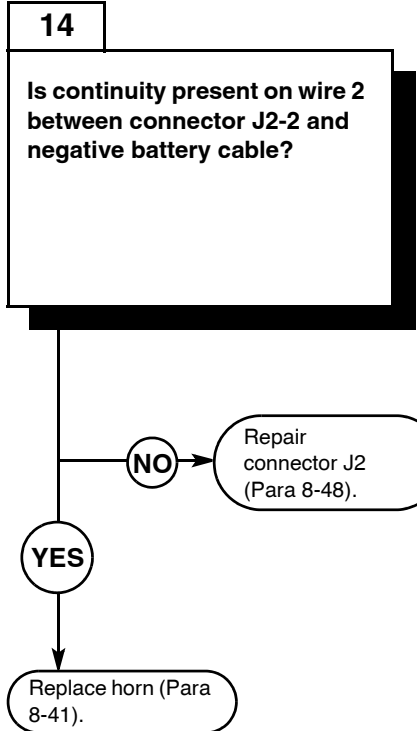 14
Is continuity present on wire 2
between connector J2-2 and
negative battery cable?
NO
Repair
connector J2
(Para 8-48).
YES
Replace horn (Para
8-41).